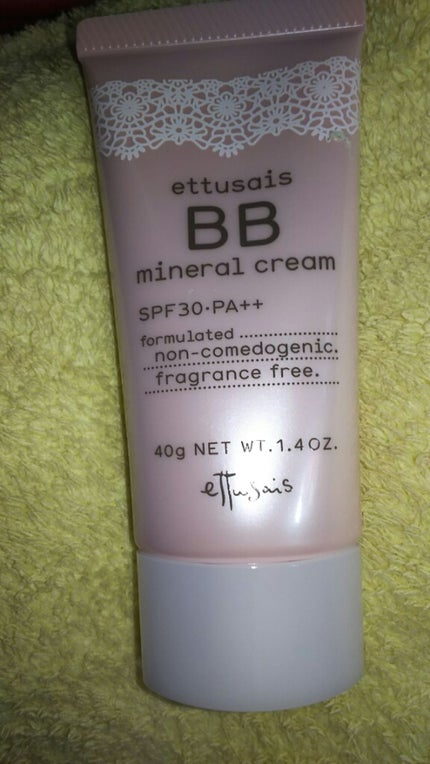 ettusais
BB
mineral cream
SPF30·PA++
formulated
non-comedogenic.
fragrance free.
40g NET WT.1.4OZ.
ettusais